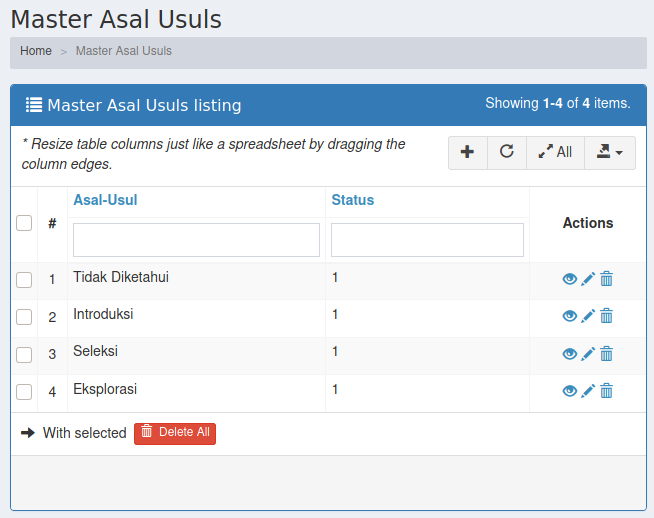 Master Asal Usuls
Home > Master Asal Usuls
Master Asal Usuls listing
Showing 1-4 of 4 items.
* Resize table columns just like a spreadsheet by dragging the
column edges.
All
# Asal-Usul Status Actions
1 Tidak Diketahui 1
2 Introduksi 1
3 Seleksi 1
4 Eksplorasi 1
With selected Delete All